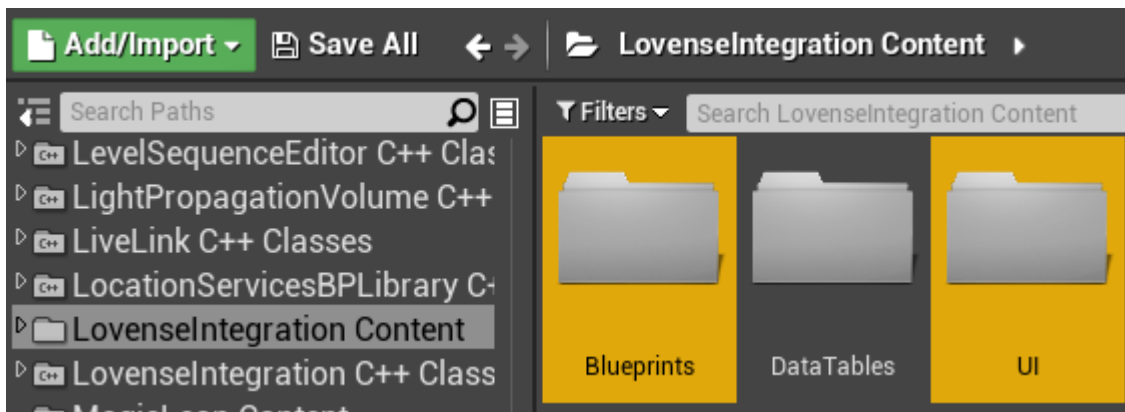 Add/Import Save All LovenseIntegration Content
Search Paths
Filters Search LovenseIntegration Content
C++ LevelSequenceEditor C++ Clas
C++ LightPropagationVolume C++
C++ LiveLink C++ Classes
C++ LocationServicesBPLibrary C+
LovenseIntegration Content
C++ LovenseIntegration C++ Class
Blueprints
DataTables
UI